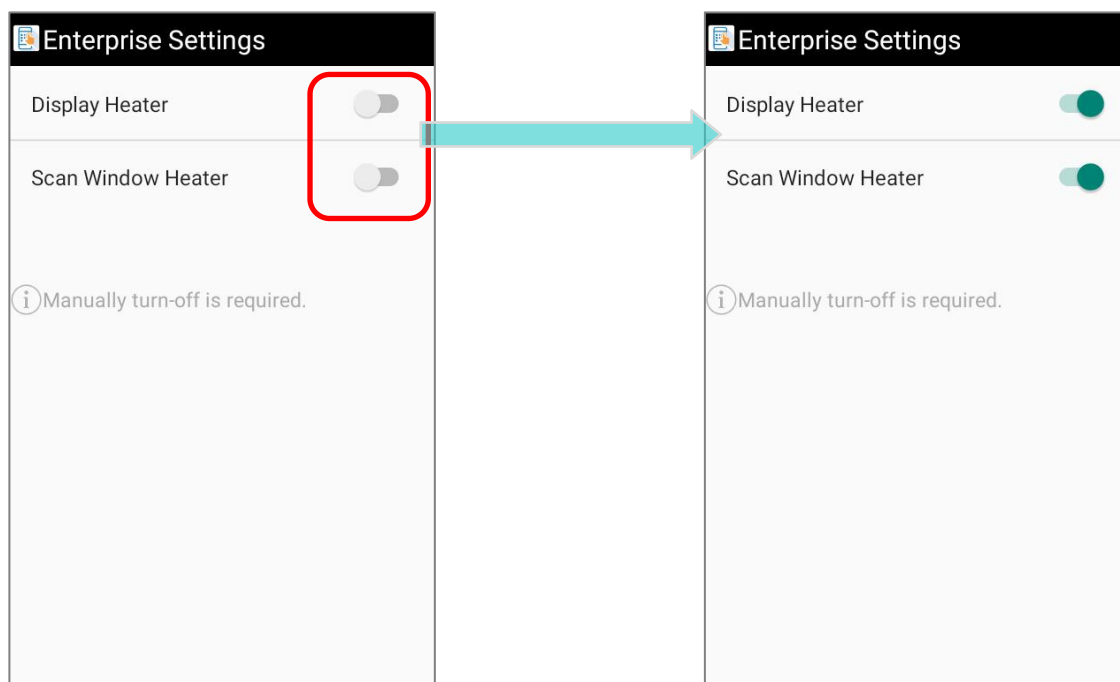 Enterprise Settings
Display Heater
Scan Window Heater
Manually turn-off is required.
Enterprise Settings
Display Heater
Scan Window Heater
Manually turn-off is required.